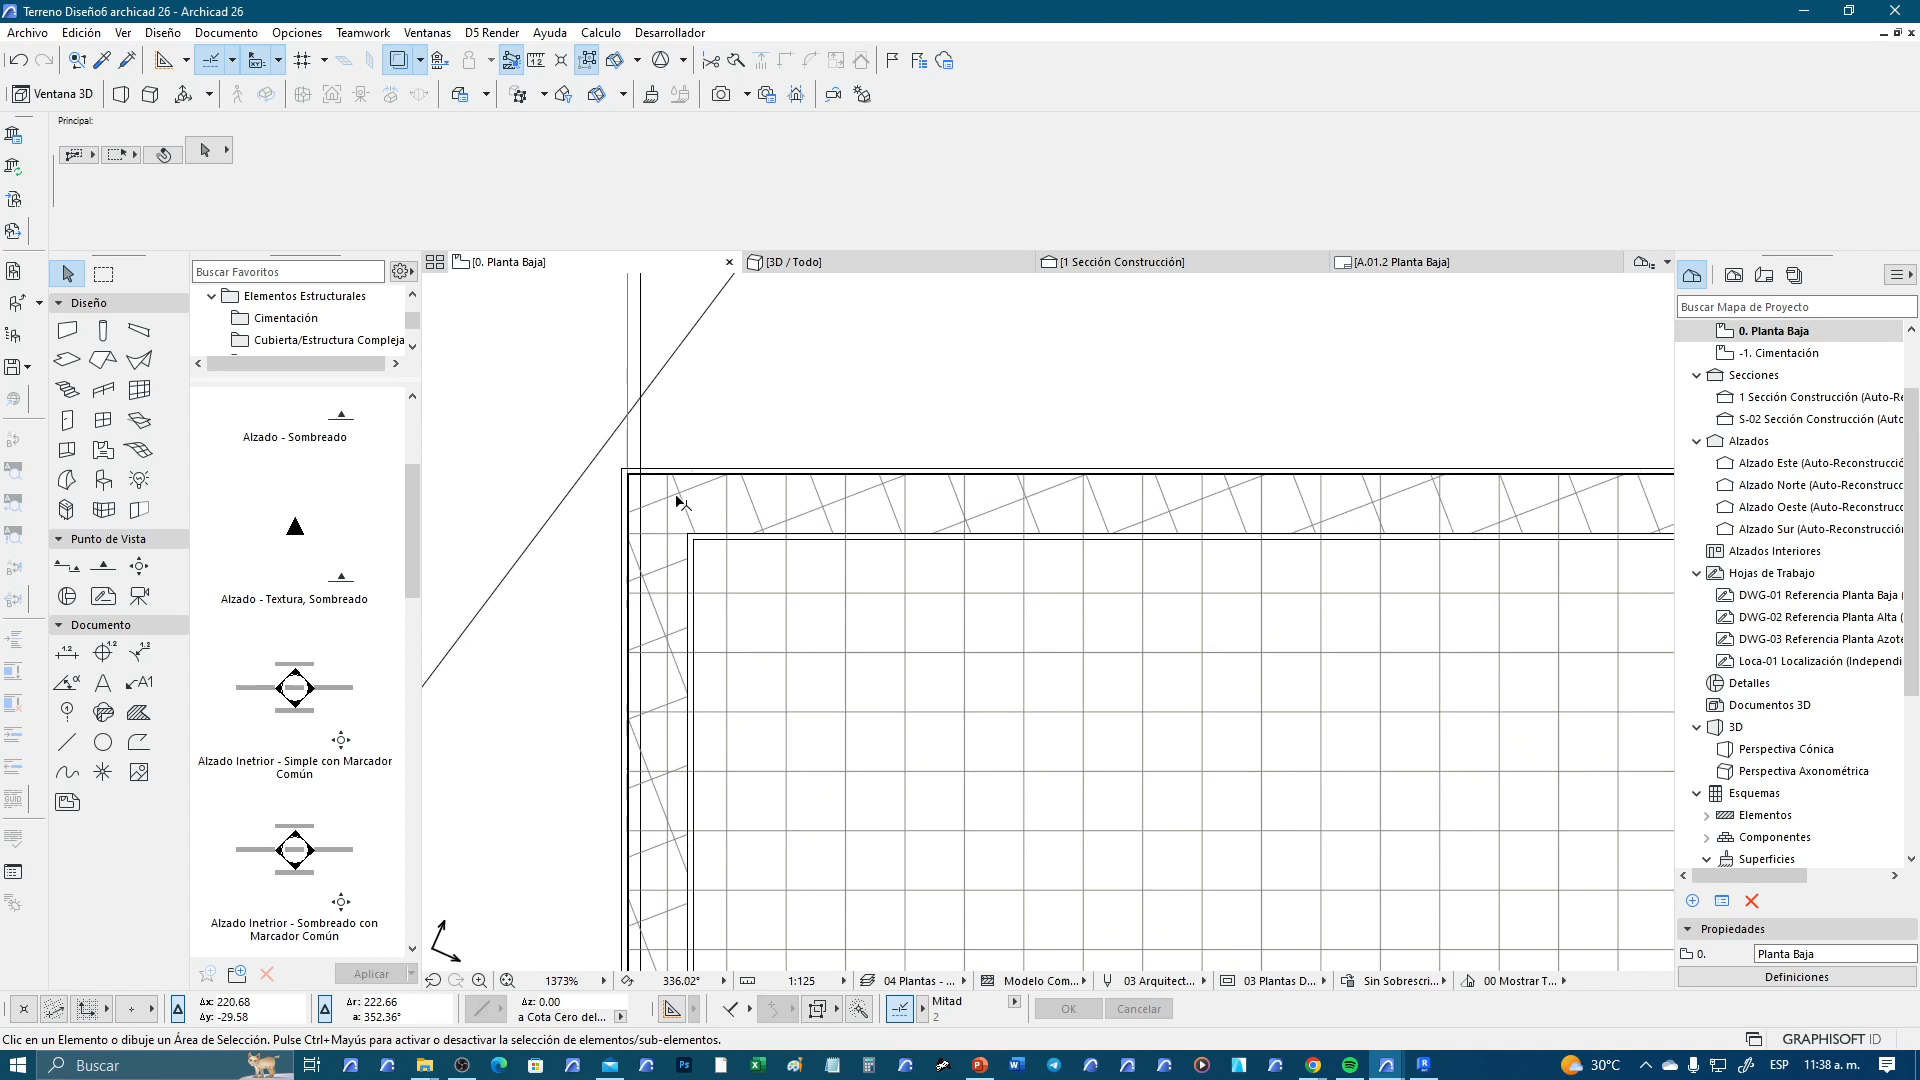 Terreno Diseño6 archicad 26 - Archicad 26
Archivo Edición Ver Diseño Documento Opciones Teamwork Ventanas D5 Render Ayuda Calculo Desarrollador
Ventana 3D
Principal:
Buscar Favoritos
[0. Planta Baja]
[3D / Todo]
[1 Sección Construcción]
[A.01.2 Planta Baja]
Diseño
Elementos Estructurales
Cimentación
Cubierta/Estructura Compleja
Alzado - Sombreado
Alzado - Textura, Sombreado
Alzado Inetrior - Simple con Marcador Común
Alzado Inetrior - Sombreado con Marcador Común
Aplicar
Punto de Vista
Documento
Buscar Mapa de Proyecto
0. Planta Baja
-1. Cimentación
Secciones
1 Sección Construcción (Auto-Re
S-02 Sección Construcción (Auto
Alzados
Alzado Este (Auto-Reconstrucció
Alzado Norte (Auto-Reconstrucc
Alzado Oeste (Auto-Reconstrucc
Alzado Sur (Auto-Reconstrucción
Alzados Interiores
Hojas de Trabajo
DWG-01 Referencia Planta Baja (
DWG-02 Referencia Planta Alta (
DWG-03 Referencia Planta Azote
Loca-01 Localización (Independi
Detalles
Documentos 3D
3D
Perspectiva Cónica
Perspectiva Axonométrica
Esquemas
Elementos
Componentes
Superficies
Propiedades
0. Planta Baja
Definiciones
1373% 336.02° 1:125 04 Plantas - ... Modelo Com... 03 Arquitect... 03 Plantas D... Sin Sobrescri... 00 Mostrar T...
Δx: 220.68
Δy: -29.58
Δr: 222.66
a: 352.36°
Δz: 0.00
a Cota Cero del...
Mitad
2
OK
Cancelar
Clic en un Elemento o dibuje un Área de Selección. Pulse Ctrl+Mayús para activar o desactivar la selección de elementos/sub-elementos.
GRAPHISOFT ID
Buscar
30°C
ESP
11:38 a. m.